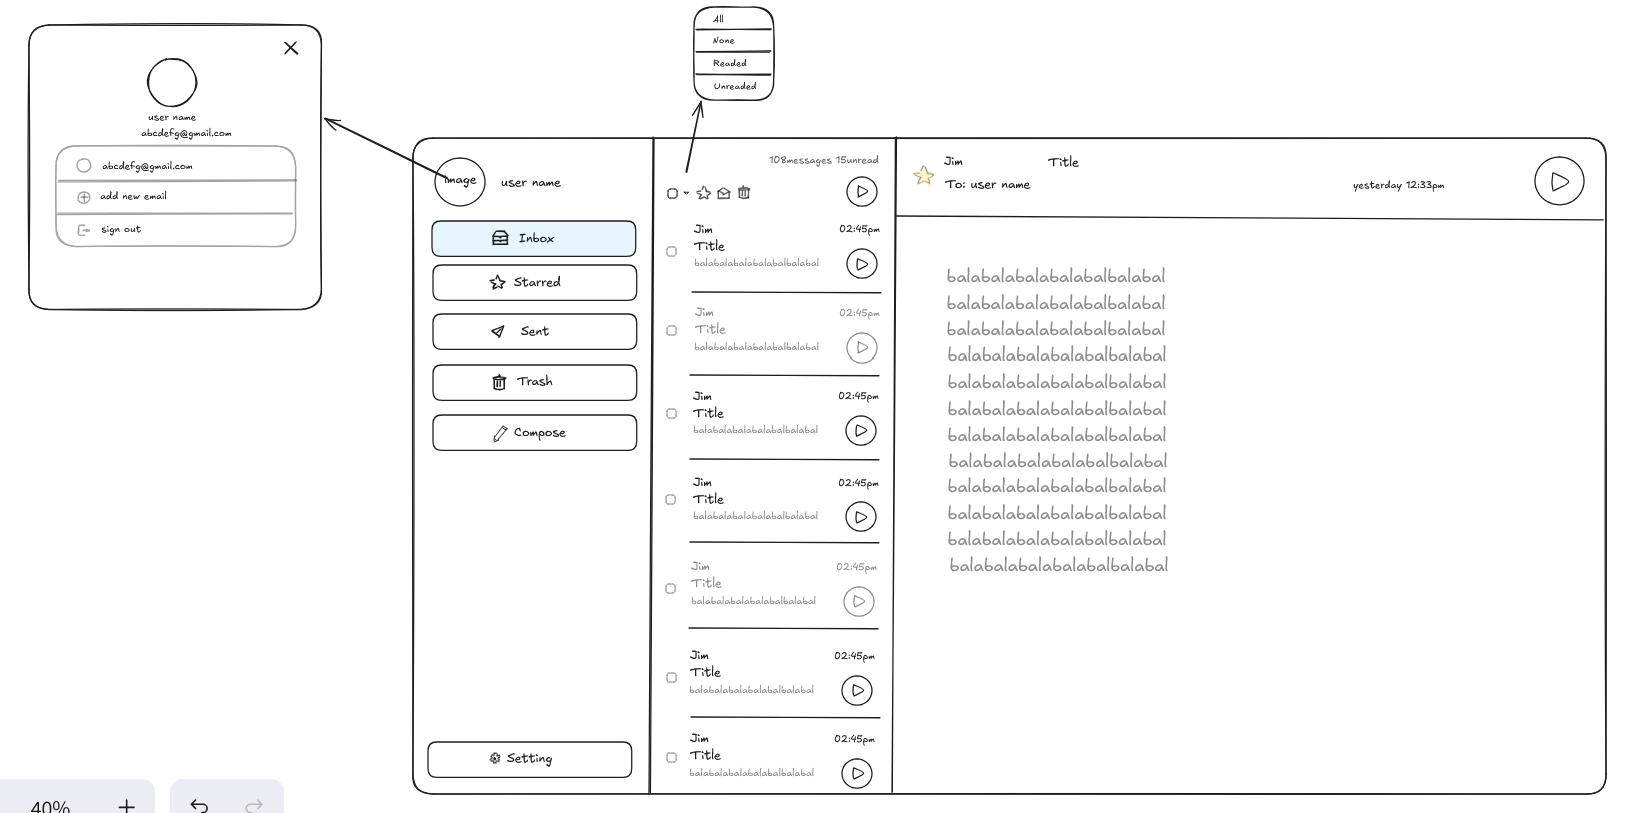 user name
abcdefg@gmail.com
abcdefg@gmail.com
add new email
sign out
All
None
Readed
Unreaded
image
user name
Inbox
Starred
Sent
Trash
Compose
Setting
108messages 15unread
Jim 02:45pm
Title
balabalabalabalabalbalabal
Jim 02:45pm
Title
balabalabalabalabalbalabal
Jim 02:45pm
Title
balabalabalabalabalbalabal
Jim 02:45pm
Title
balabalabalabalabalbalabal
Jim 02:45pm
Title
balabalabalabalabalbalabal
Jim 02:45pm
Title
balabalabalabalabalbalabal
Jim 02:45pm
Title
balabalabalabalabalbalabal
Jim Title
To: user name yesterday 12:33pm
balabalabalabalabalbalabal
balabalabalabalabalbalabal
balabalabalabalabalbalabal
balabalabalabalabalbalabal
balabalabalabalabalbalabal
balabalabalabalabalbalabal
balabalabalabalabalbalabal
balabalabalabalabalbalabal
balabalabalabalabalbalabal
balabalabalabalabalbalabal
balabalabalabalabalbalabal
balabalabalabalabalbalabal
40%